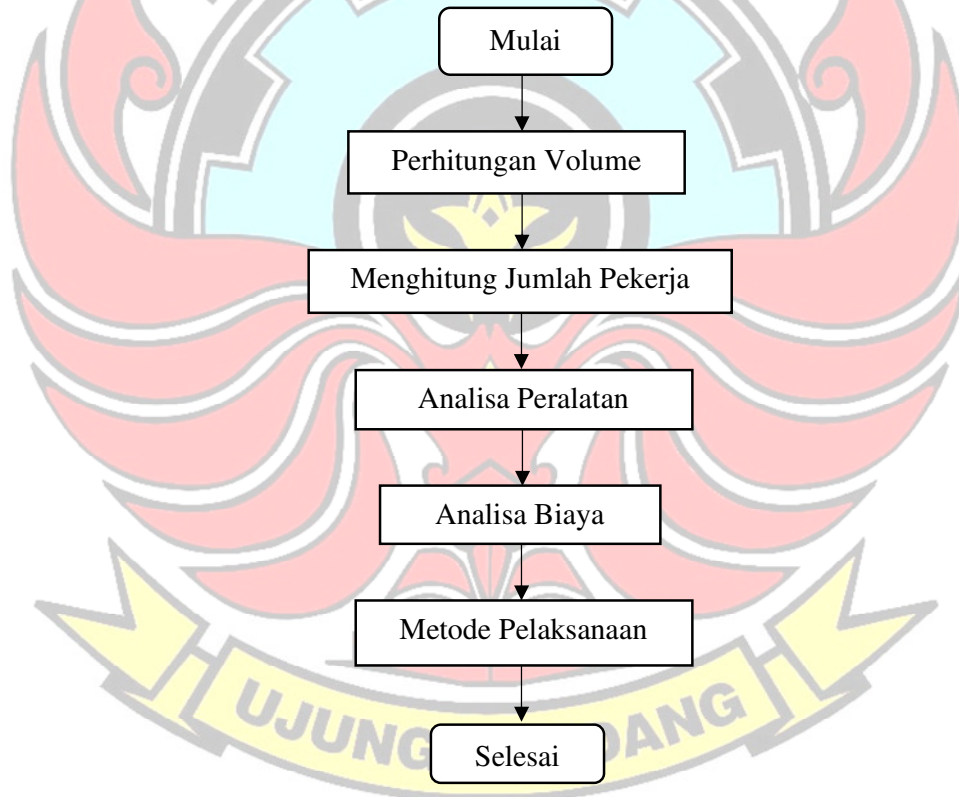 Mulai
Perhitungan Volume
Menghitung Jumlah Pekerja
Analisa Peralatan
Analisa Biaya
Metode Pelaksanaan
Selesai
UJUNG DANG